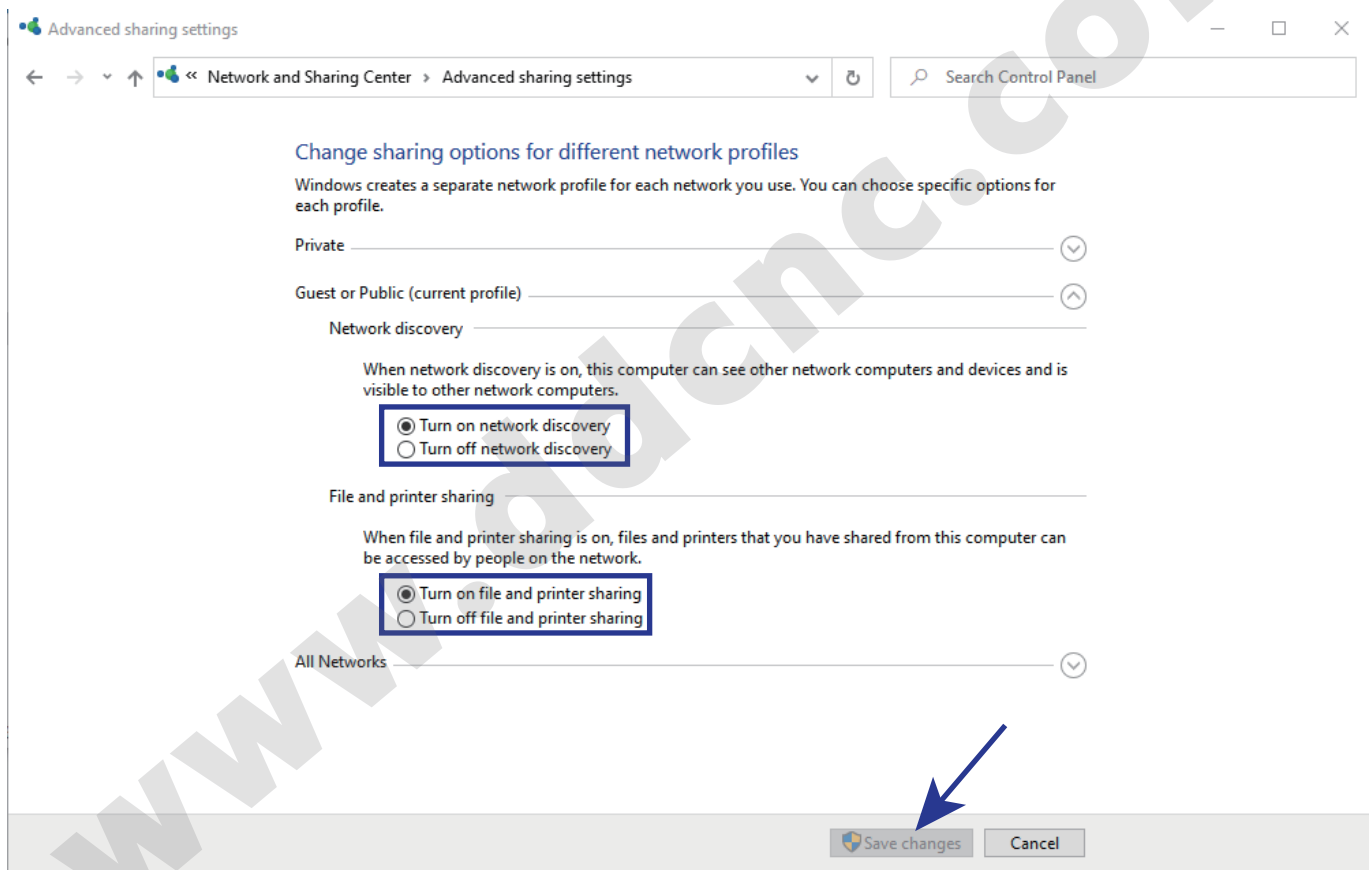 Advanced sharing settings
« Network and Sharing Center › Advanced sharing settings
Search Control Panel
Change sharing options for different network profiles
Windows creates a separate network profile for each network you use. You can choose specific options for
each profile.
Private
Guest or Public (current profile)
Network discovery
When network discovery is on, this computer can see other network computers and devices and is
visible to other network computers.
Turn on network discovery
Turn off network discovery
File and printer sharing
When file and printer sharing is on, files and printers that you have shared from this computer can
be accessed by people on the network.
Turn on file and printer sharing
Turn off file and printer sharing
All Networks
Save changes
Cancel
www.ddcnc.com